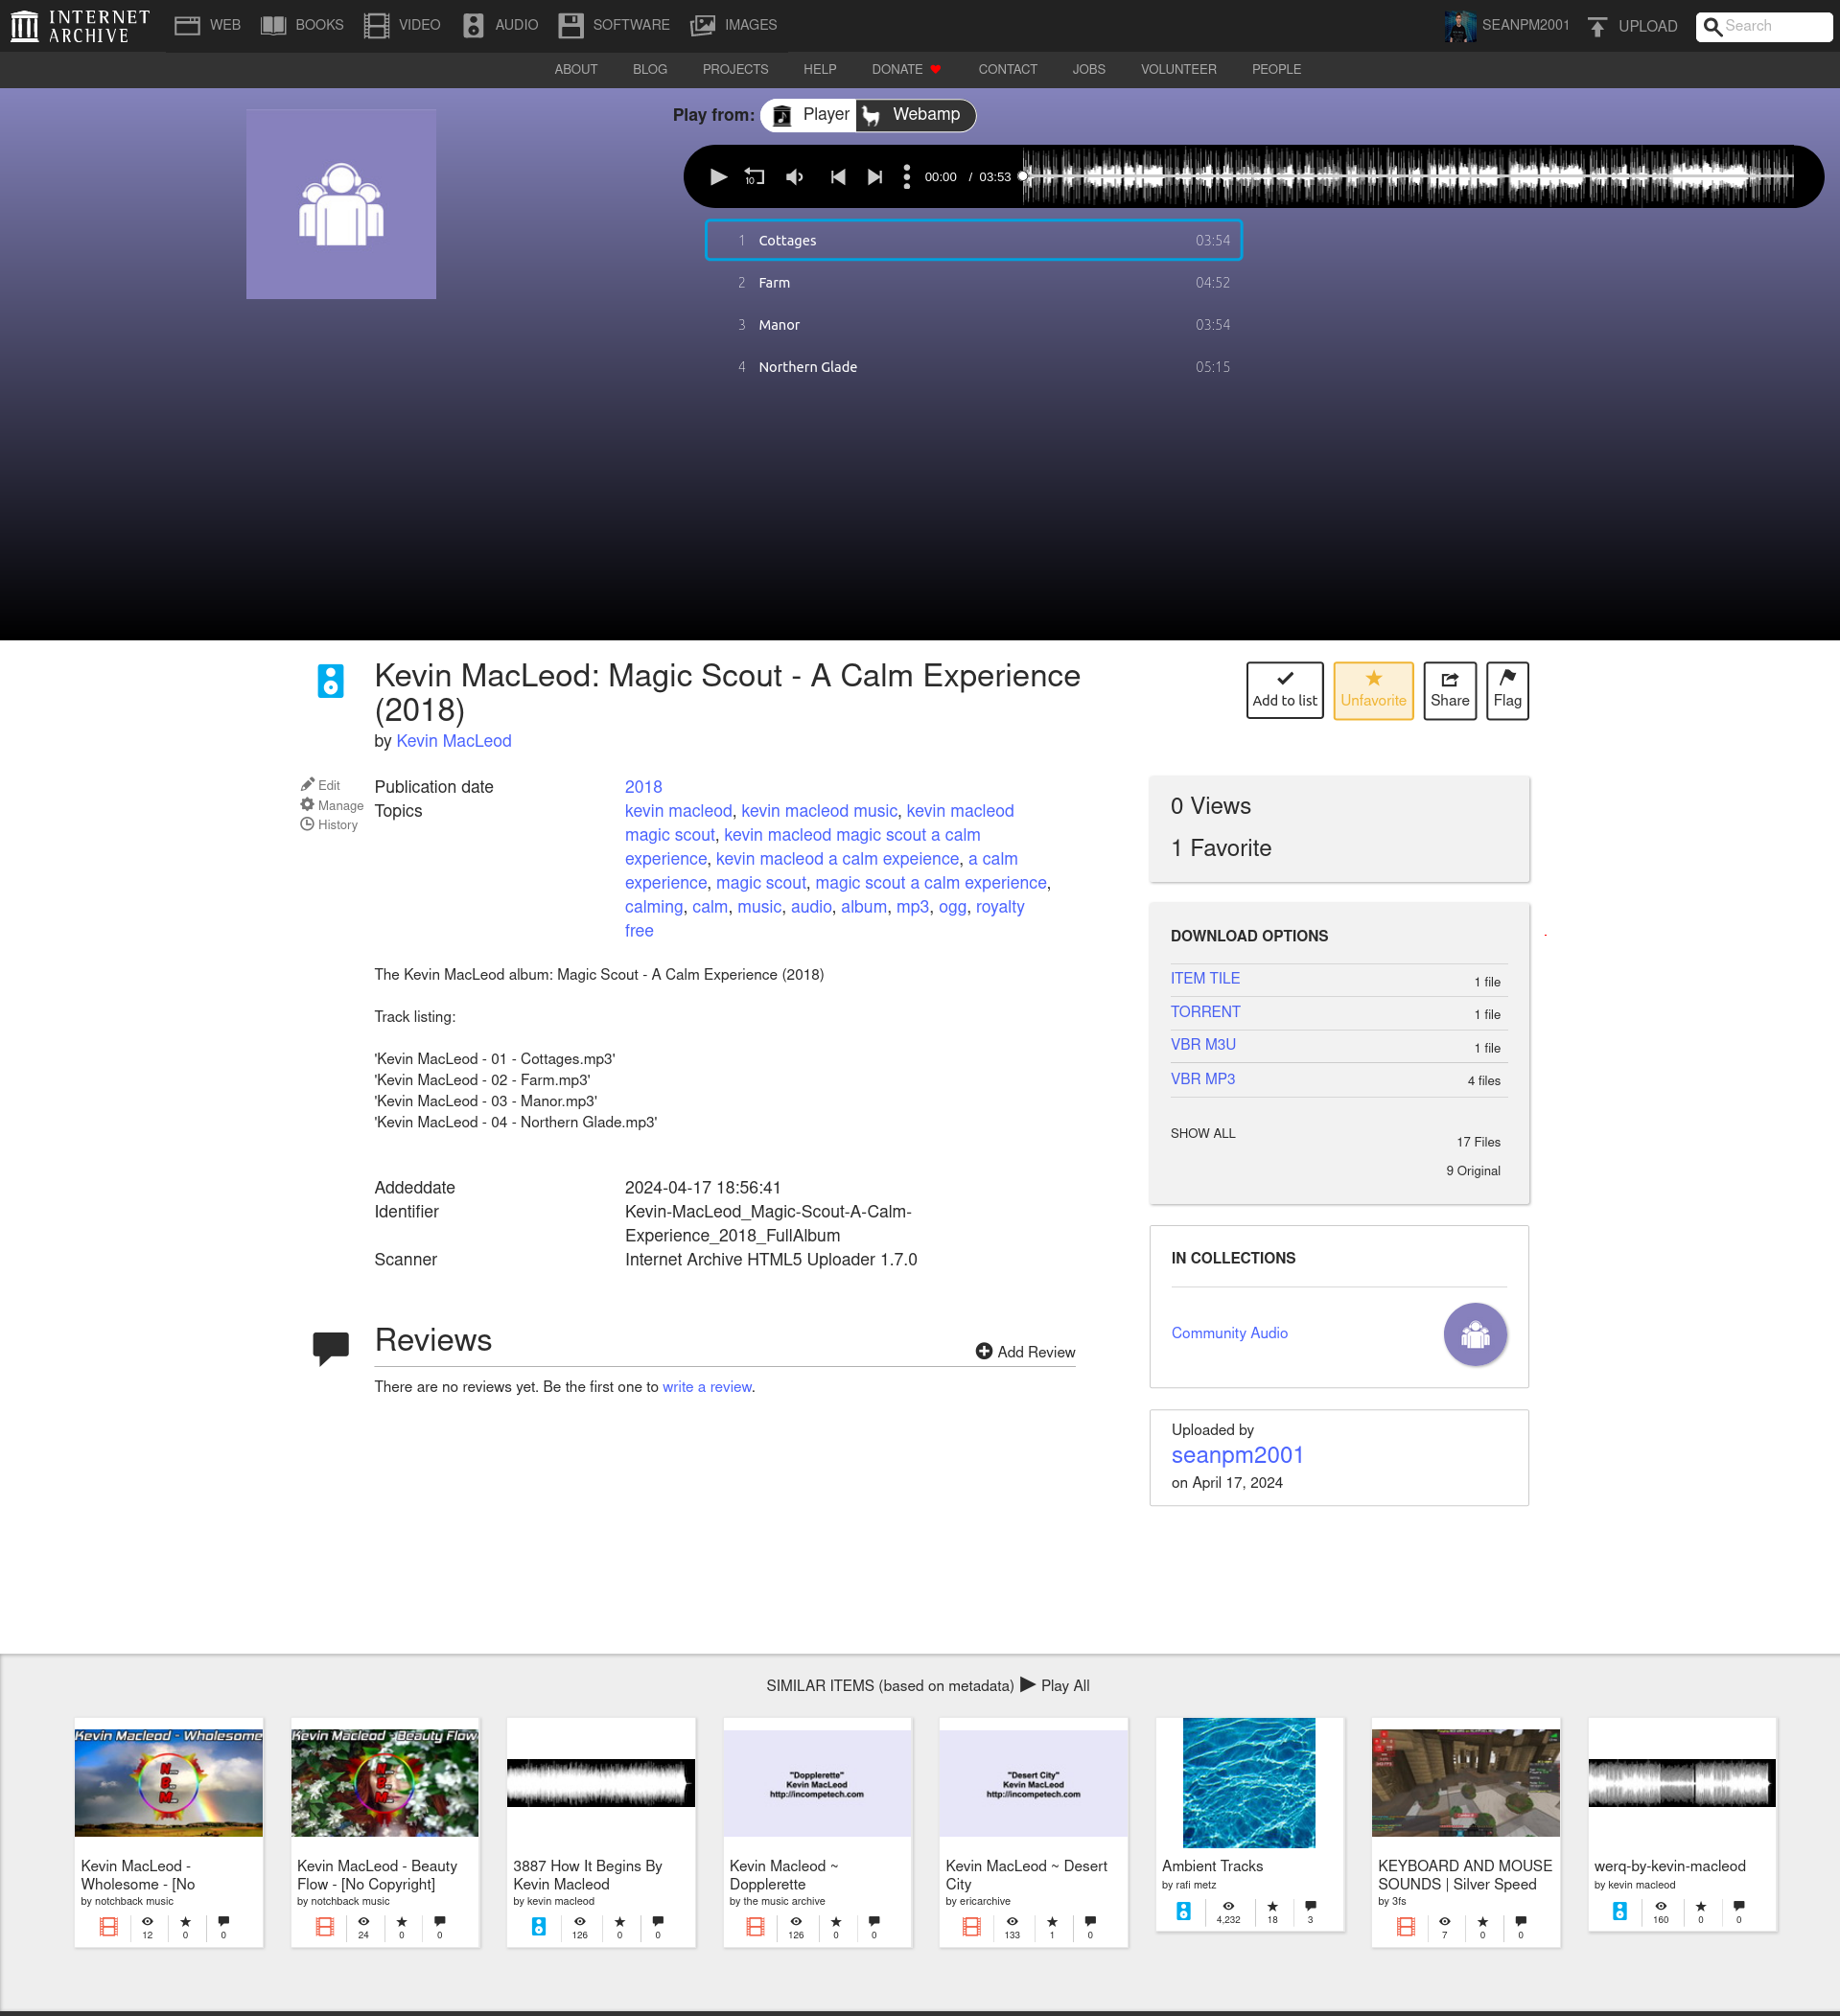 INTERNET ARCHIVE
WEB BOOKS VIDEO AUDIO SOFTWARE IMAGES
SEANPM2001 UPLOAD Search
ABOUT BLOG PROJECTS HELP DONATE CONTACT JOBS VOLUNTEER PEOPLE
Play from: Player Webamp
10 00:00 / 03:53
1 Cottages 03:54
2 Farm 04:52
3 Manor 03:54
4 Northern Glade 05:15
Kevin MacLeod: Magic Scout - A Calm Experience
(2018)
by Kevin MacLeod
Add to list Unfavorite Share Flag
Edit
Manage
History
Publication date 2018
Topics kevin macleod, kevin macleod music, kevin macleod
magic scout, kevin macleod magic scout a calm
experience, kevin macleod a calm expeience, a calm
experience, magic scout, magic scout a calm experience,
calming, calm, music, audio, album, mp3, ogg, royalty
free
The Kevin MacLeod album: Magic Scout - A Calm Experience (2018)
Track listing:
'Kevin MacLeod - 01 - Cottages.mp3'
'Kevin MacLeod - 02 - Farm.mp3'
'Kevin MacLeod - 03 - Manor.mp3'
'Kevin MacLeod - 04 - Northern Glade.mp3'
Addeddate 2024-04-17 18:56:41
Identifier Kevin-MacLeod_Magic-Scout-A-Calm-
Experience_2018_FullAlbum
Scanner Internet Archive HTML5 Uploader 1.7.0
Reviews
Add Review
There are no reviews yet. Be the first one to write a review.
0 Views
1 Favorite
DOWNLOAD OPTIONS
ITEM TILE 1 file
TORRENT 1 file
VBR M3U 1 file
VBR MP3 4 files
SHOW ALL 17 Files
9 Original
IN COLLECTIONS
Community Audio
Uploaded by
seanpm2001
on April 17, 2024
SIMILAR ITEMS (based on metadata) Play All
Kevin Macleod - Wholesome
Kevin MacLeod -
Wholesome - [No
by notchback music
12 0 0
Kevin Macleod - Beauty Flow
Kevin MacLeod - Beauty
Flow - [No Copyright]
by notchback music
24 0 0
3887 How It Begins By
Kevin Macleod
by kevin macleod
126 0 0
"Dopplerette"
Kevin MacLeod
http://incompetech.com
Kevin Macleod ~
Dopplerette
by the music archive
126 0 0
"Desert City"
Kevin MacLeod
http://incompetech.com
Kevin MacLeod ~ Desert
City
by ericarchive
133 1 0
Ambient Tracks
by rafi metz
4,232 18 3
KEYBOARD AND MOUSE
SOUNDS | Silver Speed
by 3fs
7 0 0
werq-by-kevin-macleod
by kevin macleod
160 0 0